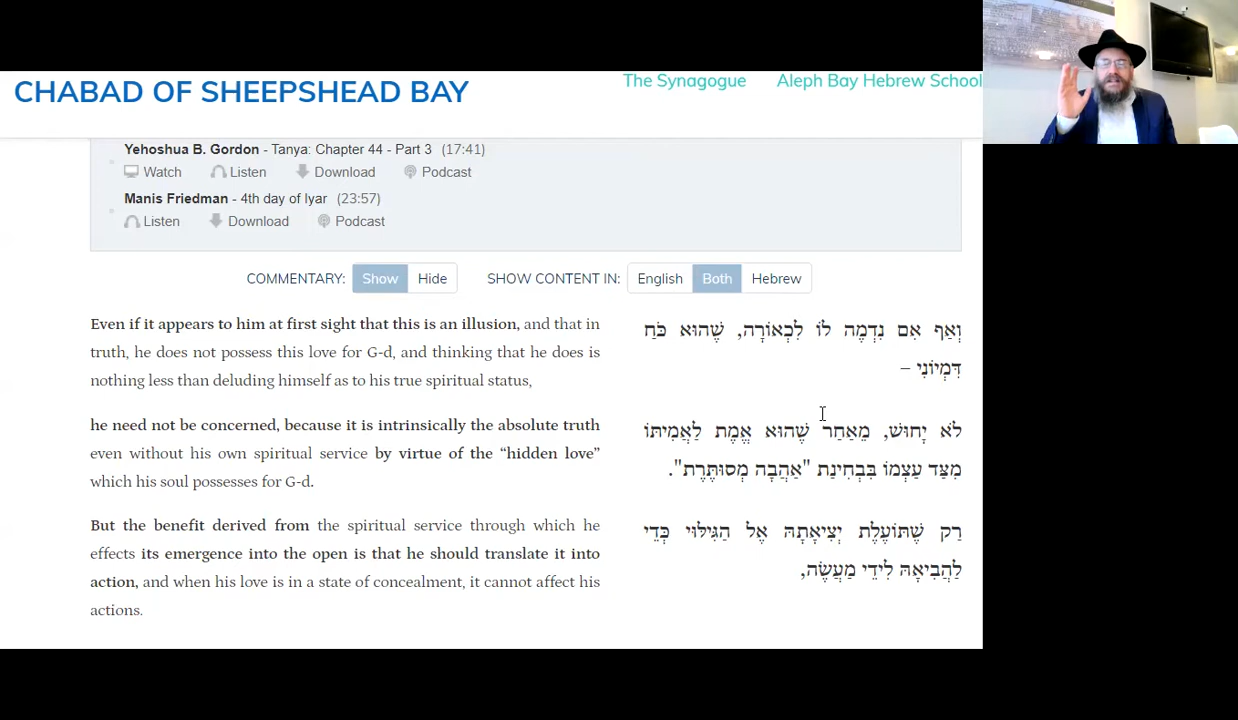 CHABAD OF SHEEPSHEAD BAY
The Synagogue
Aleph Bay Hebrew School
Yehoshua B. Gordon - Tanya: Chapter 44 - Part 3 (17:41)
Watch Listen Download Podcast
Manis Friedman - 4th day of Iyar (23:57)
Listen Download Podcast
COMMENTARY: Show Hide SHOW CONTENT IN: English Both Hebrew
Even if it appears to him at first sight that this is an illusion, and that in
truth, he does not possess this love for G-d, and thinking that he does is
nothing less than deluding himself as to his true spiritual status,
וְאַף אִם נִדְמֶה לוֹ לִכְאוֹרָה, שֶׁהוּא כֹּחַ
דִּמְיוֹנִי –
he need not be concerned, because it is intrinsically the absolute truth
even without his own spiritual service by virtue of the “hidden love”
which his soul possesses for G-d.
לֹא יָחוּשׁ, מֵאַחַר שֶׁהוּא אֱמֶת לַאֲמִיתּוֹ
מִצַּד עַצְמוֹ בִּבְחִינַת "אַהֲבָה מְסוּתֶּרֶת".
But the benefit derived from the spiritual service through which he
effects its emergence into the open is that he should translate it into
action, and when his love is in a state of concealment, it cannot affect his
actions.
רַק שֶׁתּוֹעֶלֶת יְצִיאָתָהּ אֶל הַגִּילּוּי כְּדֵי
לַהֲבִיאָהּ לִידֵי מַעֲשֶׂה,